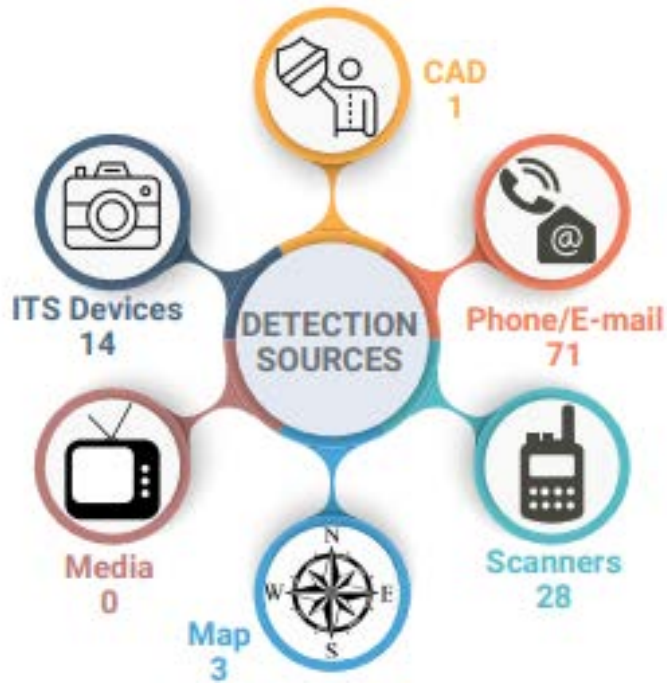 CAD
1
@
Phone/E-mail
71
ITS Devices
14
DETECTION
SOURCES
Scanners
28
Media
0
N
W
E
S
Map
3